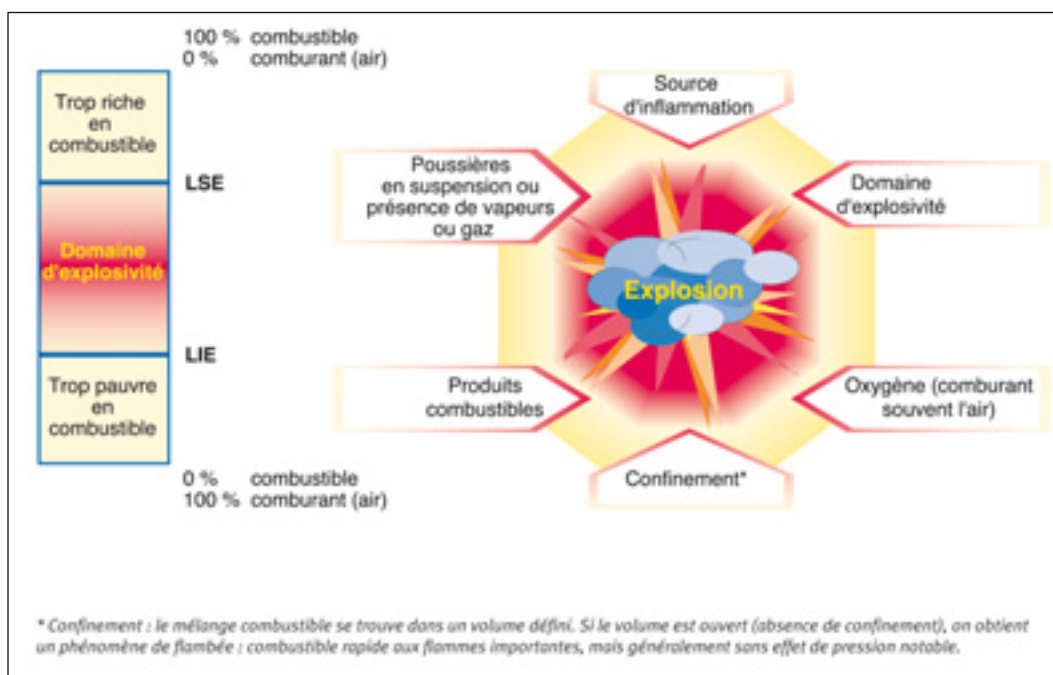 100 % combustible
0 % comburant (air)
Trop riche
en
combustible
LSE
Domaine
d'explosivité
LIE
Trop pauvre
en
combustible
0 % combustible
100 % comburant (air)
Source
d'inflammation
Poussières
en suspension ou
présence de vapeurs
ou gaz
Domaine
d'explosivité
Explosion
Produits
combustibles
Oxygène (comburant
souvent l'air)
Confinement*
* Confinement : le mélange combustible se trouve dans un volume défini. Si le volume est ouvert (absence de confinement), on obtient
un phénomène de flambée : combustible rapide aux flammes importantes, mais généralement sans effet de pression notable.